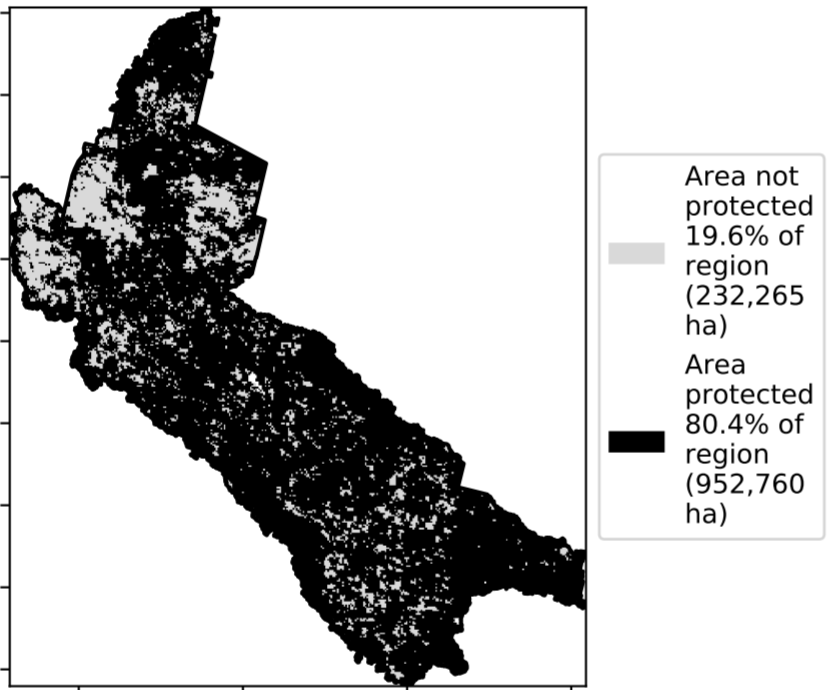 Area not
protected
19.6% of
region
(232,265
ha)
Area
protected
80.4% of
region
(952,760
ha)